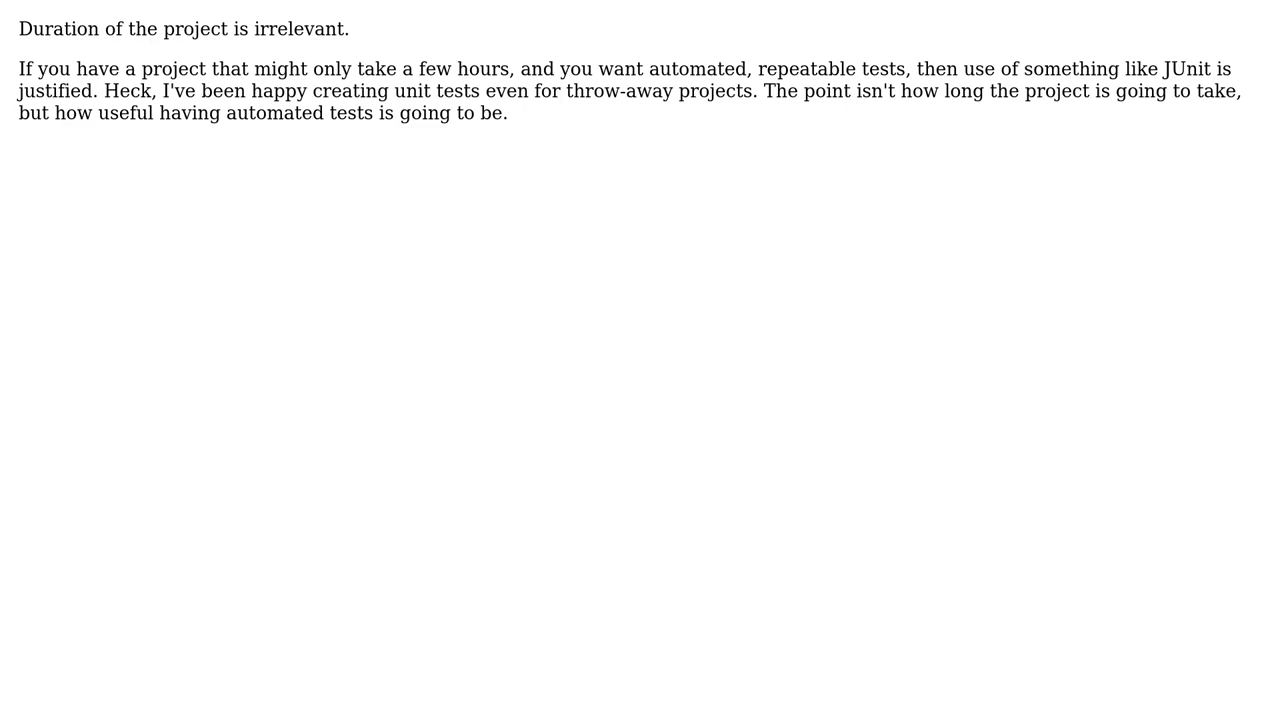 Duration of the project is irrelevant.
If you have a project that might only take a few hours, and you want automated, repeatable tests, then use of something like JUnit is
justified. Heck, I've been happy creating unit tests even for throw-away projects. The point isn't how long the project is going to take,
but how useful having automated tests is going to be.